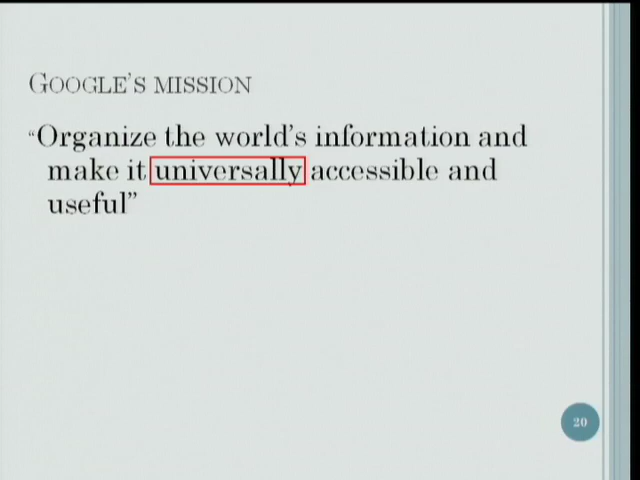 GOOGLE'S MISSION
“Organize the world's information and
make it universally accessible and
useful”
20